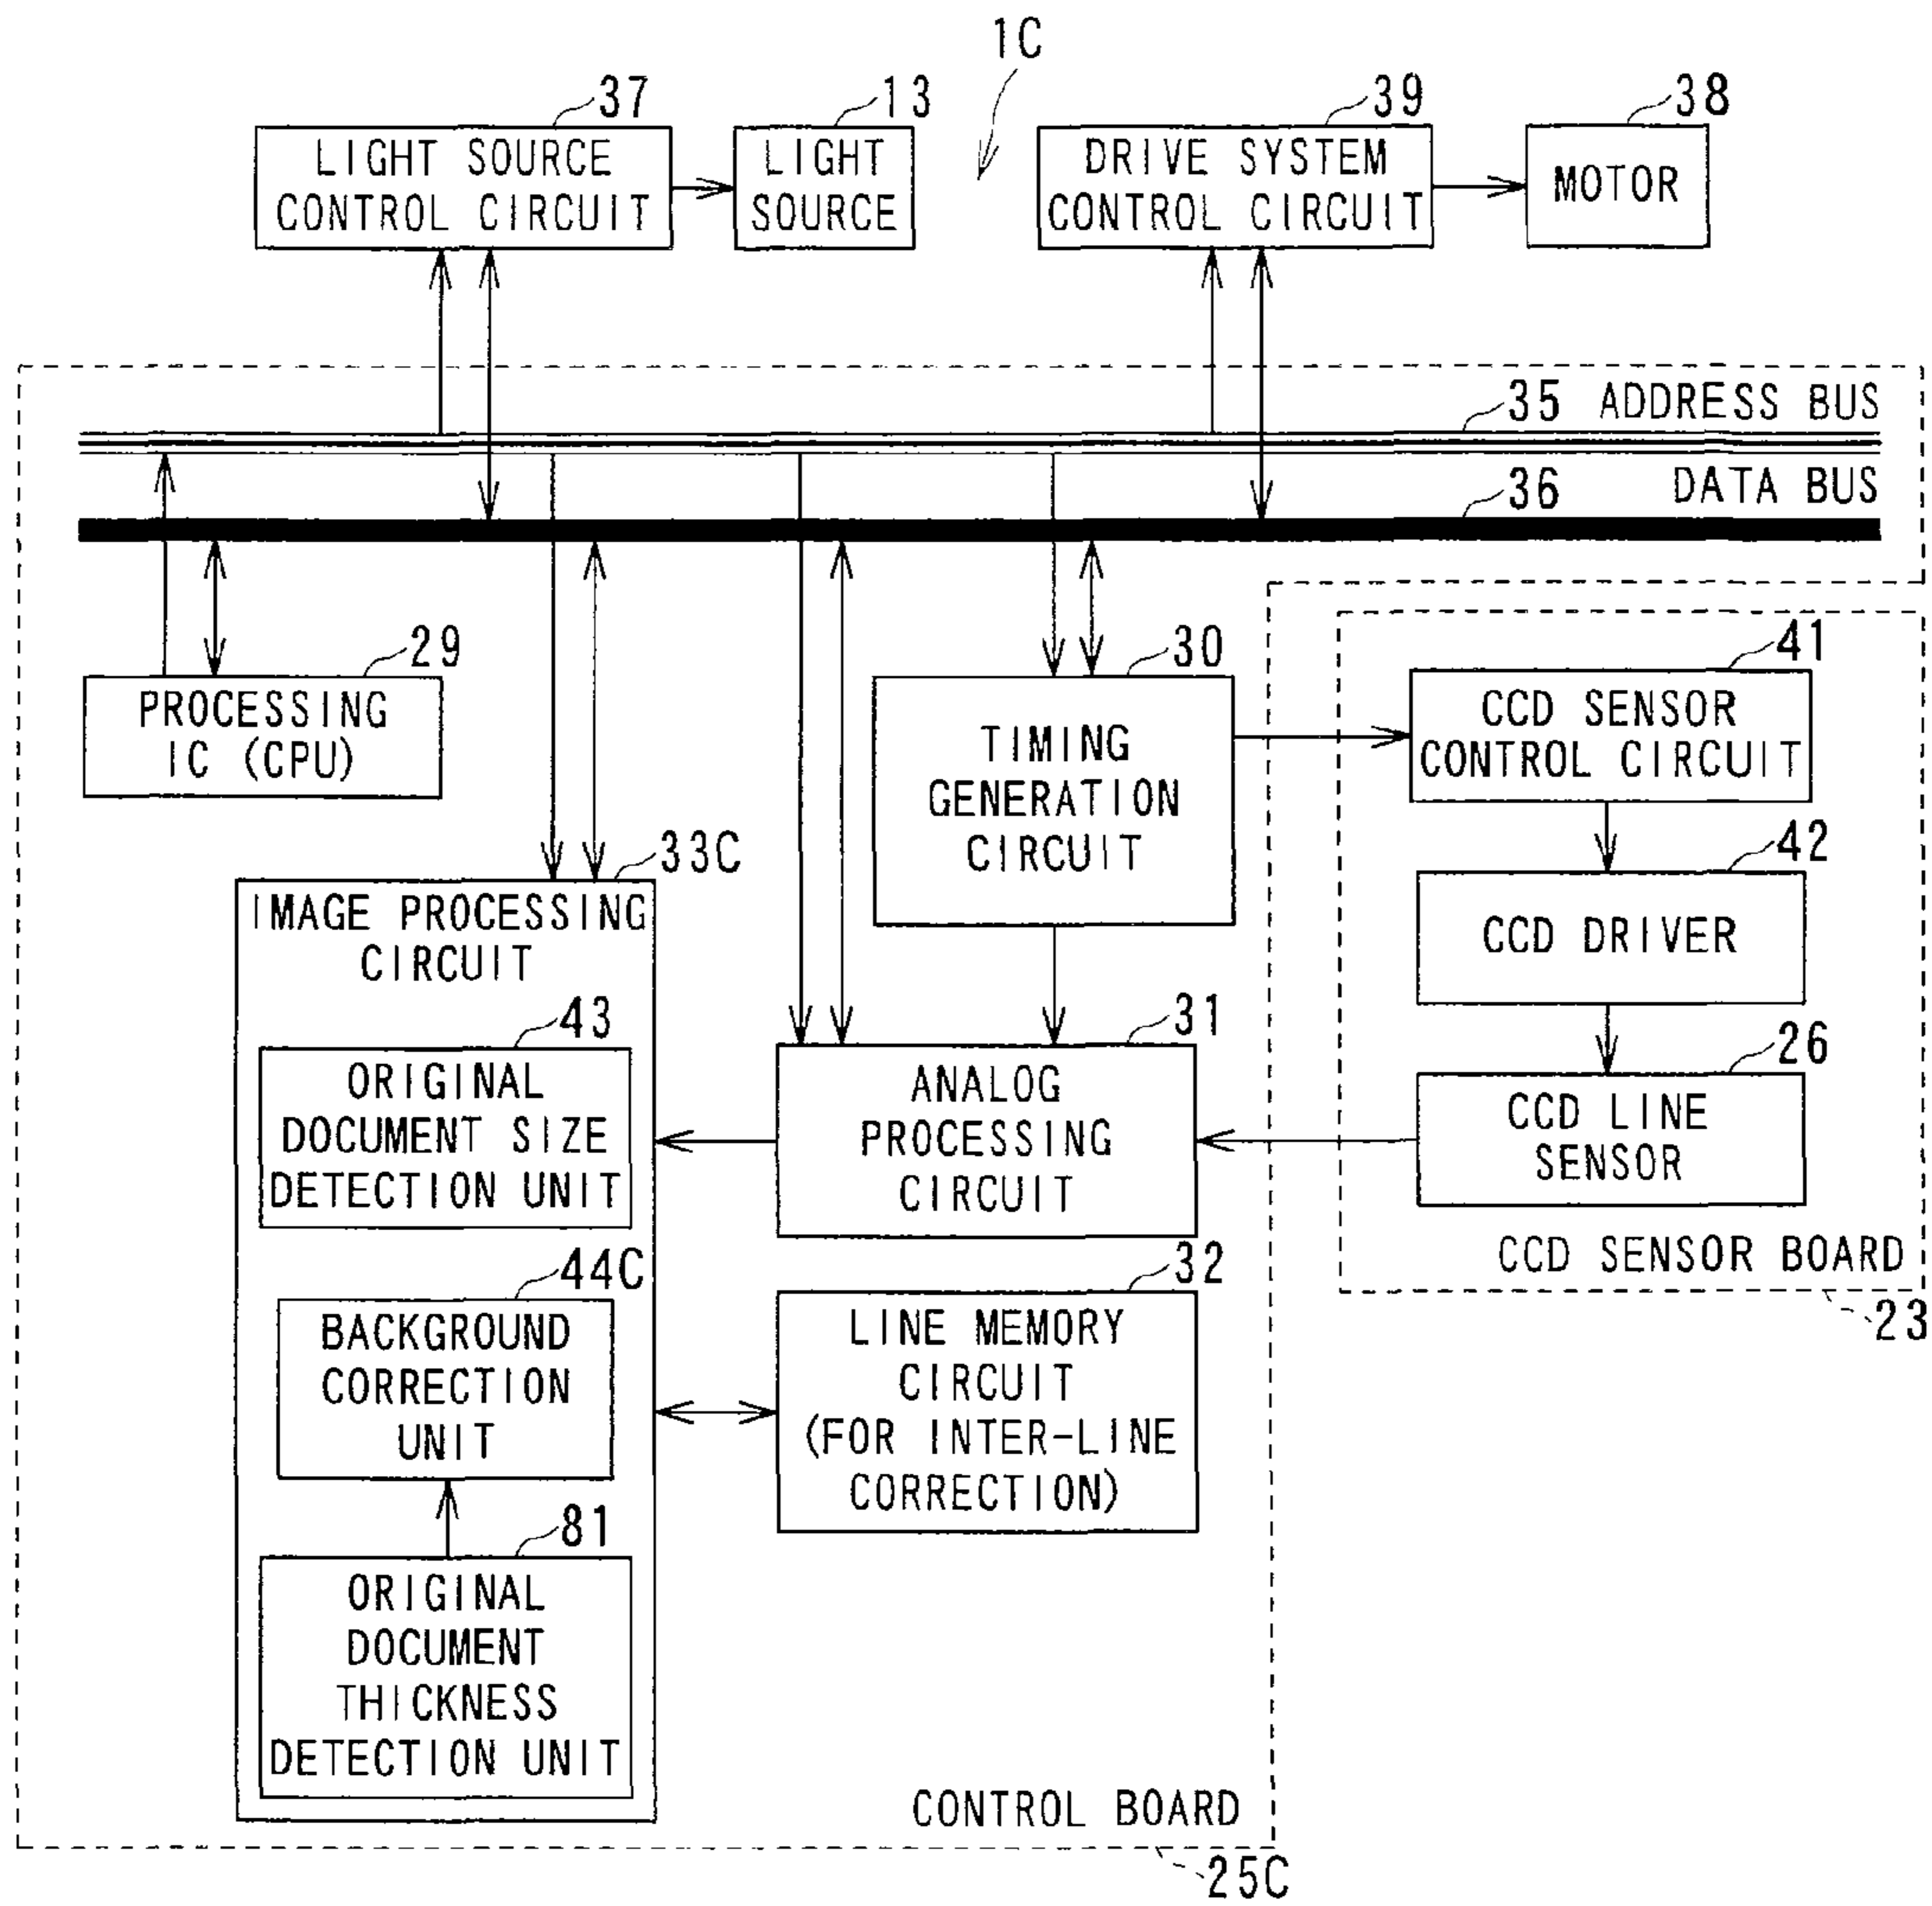 1C
37
LIGHT SOURCE
CONTROL CIRCUIT
13
LIGHT
SOURCE
39
DRIVE SYSTEM
CONTROL CIRCUIT
38
MOTOR
35 ADDRESS BUS
36 DATA BUS
29
PROCESSING
IC (CPU)
30
TIMING
GENERATION
CIRCUIT
41
CCD SENSOR
CONTROL CIRCUIT
42
CCD DRIVER
26
CCD LINE
SENSOR
CCD SENSOR BOARD
23
33C
IMAGE PROCESSING
CIRCUIT
43
ORIGINAL
DOCUMENT SIZE
DETECTION UNIT
31
ANALOG
PROCESSING
CIRCUIT
44C
BACKGROUND
CORRECTION
UNIT
32
LINE MEMORY
CIRCUIT
(FOR INTER-LINE
CORRECTION)
81
ORIGINAL
DOCUMENT
THICKNESS
DETECTION UNIT
CONTROL BOARD
25C